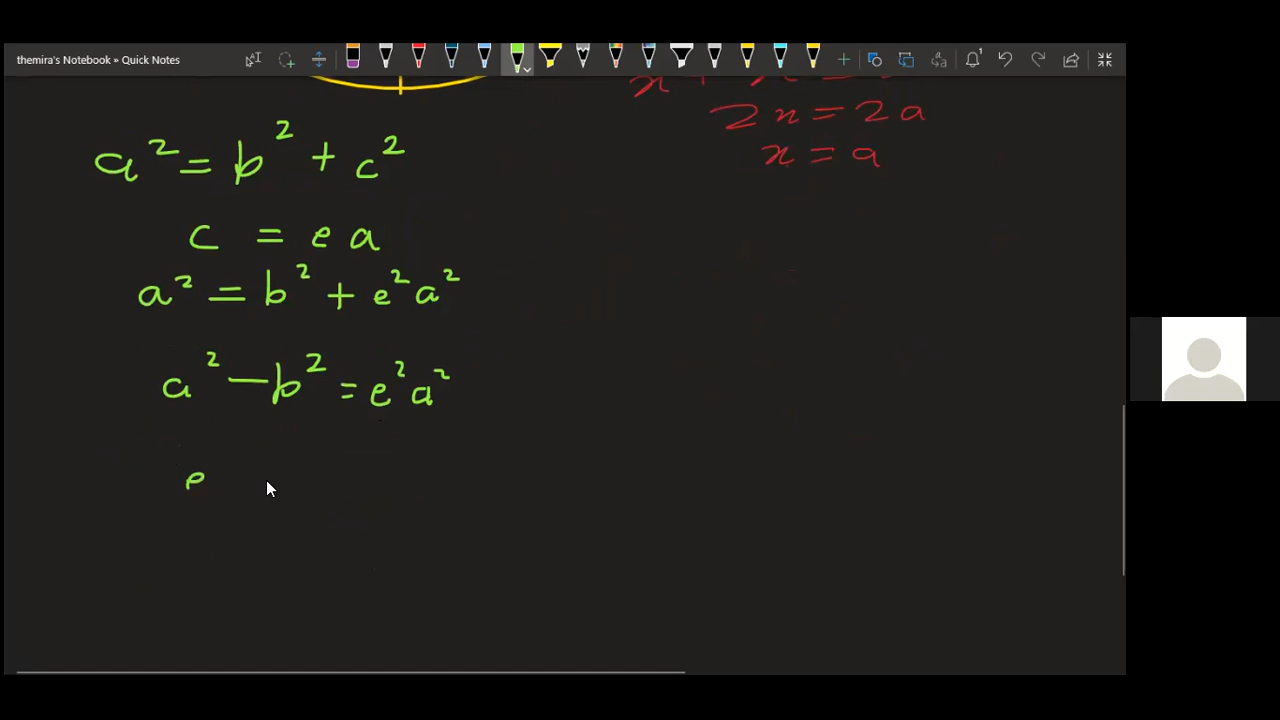 themira's Notebook » Quick Notes
2x = 2a
x = a
a² = b² + c²
c = e a
a² = b² + e²a²
a² — b² = e²a²
e